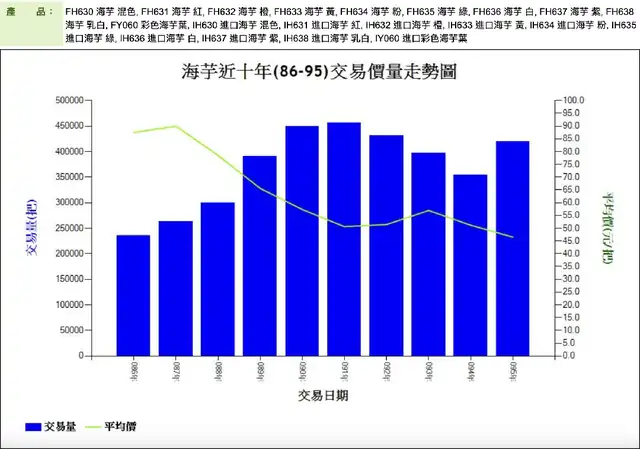 產 品： FH630 海芋 混色, FH631 海芋 紅, FH632 海芋 橙, FH633 海芋 黃, FH634 海芋 粉, FH635 海芋 綠, FH636 海芋 白, FH637 海芋 紫, FH638
海芋 乳白, FY060 彩色海芋葉, IH630 進口海芋 混色, IH631 進口海芋 紅, IH632 進口海芋 橙, IH633 進口海芋 黃, IH634 進口海芋 粉, IH635
進口海芋 綠, IH636 進口海芋 白, IH637 進口海芋 紫, IH638 進口海芋 乳白, IY060 進口彩色海芋葉
海芋近十年(86-95)交易價量走勢圖
500000 100.0
95.0
450000 90.0
85.0
400000 80.0
75.0
350000 70.0
65.0
300000 60.0
55.0
250000 50.0
45.0
200000 40.0
35.0
150000 30.0
25.0
100000 20.0
15.0
50000 10.0
5.0
0 0.0
交易量(把)
平均價(元/把)
086年 087年 088年 089年 090年 091年 092年 093年 094年 095年
交易日期
交易量 平均價